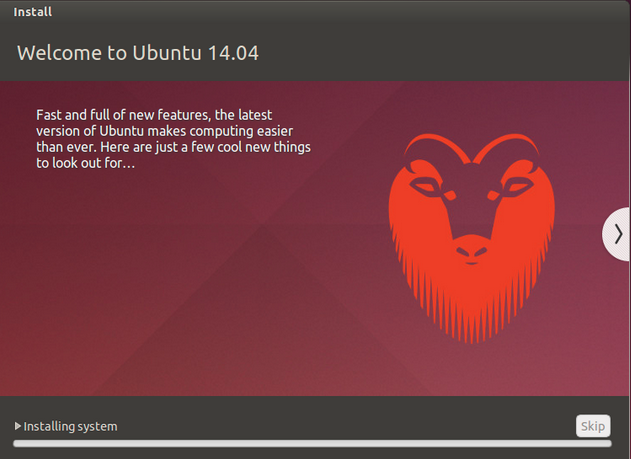 Install
Welcome to Ubuntu 14.04
Fast and full of new features, the latest
version of Ubuntu makes computing easier
than ever. Here are just a few cool new things
to look out for…
Installing system
Skip